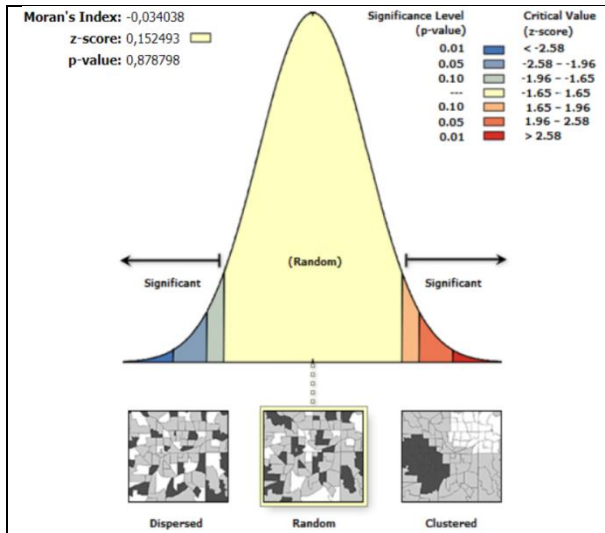 Moran's Index: -0,034038
z-score: 0,152493
p-value: 0,878798
Significance Level
(p-value)
Critical Value
(z-score)
0.01 < -2.58
0.05 -2.58 – -1.96
0.10 -1.96 – -1.65
--- -1.65 – 1.65
0.10 1.65 – 1.96
0.05 1.96 – 2.58
0.01 > 2.58
(Random)
Significant
Significant
Dispersed
Random
Clustered